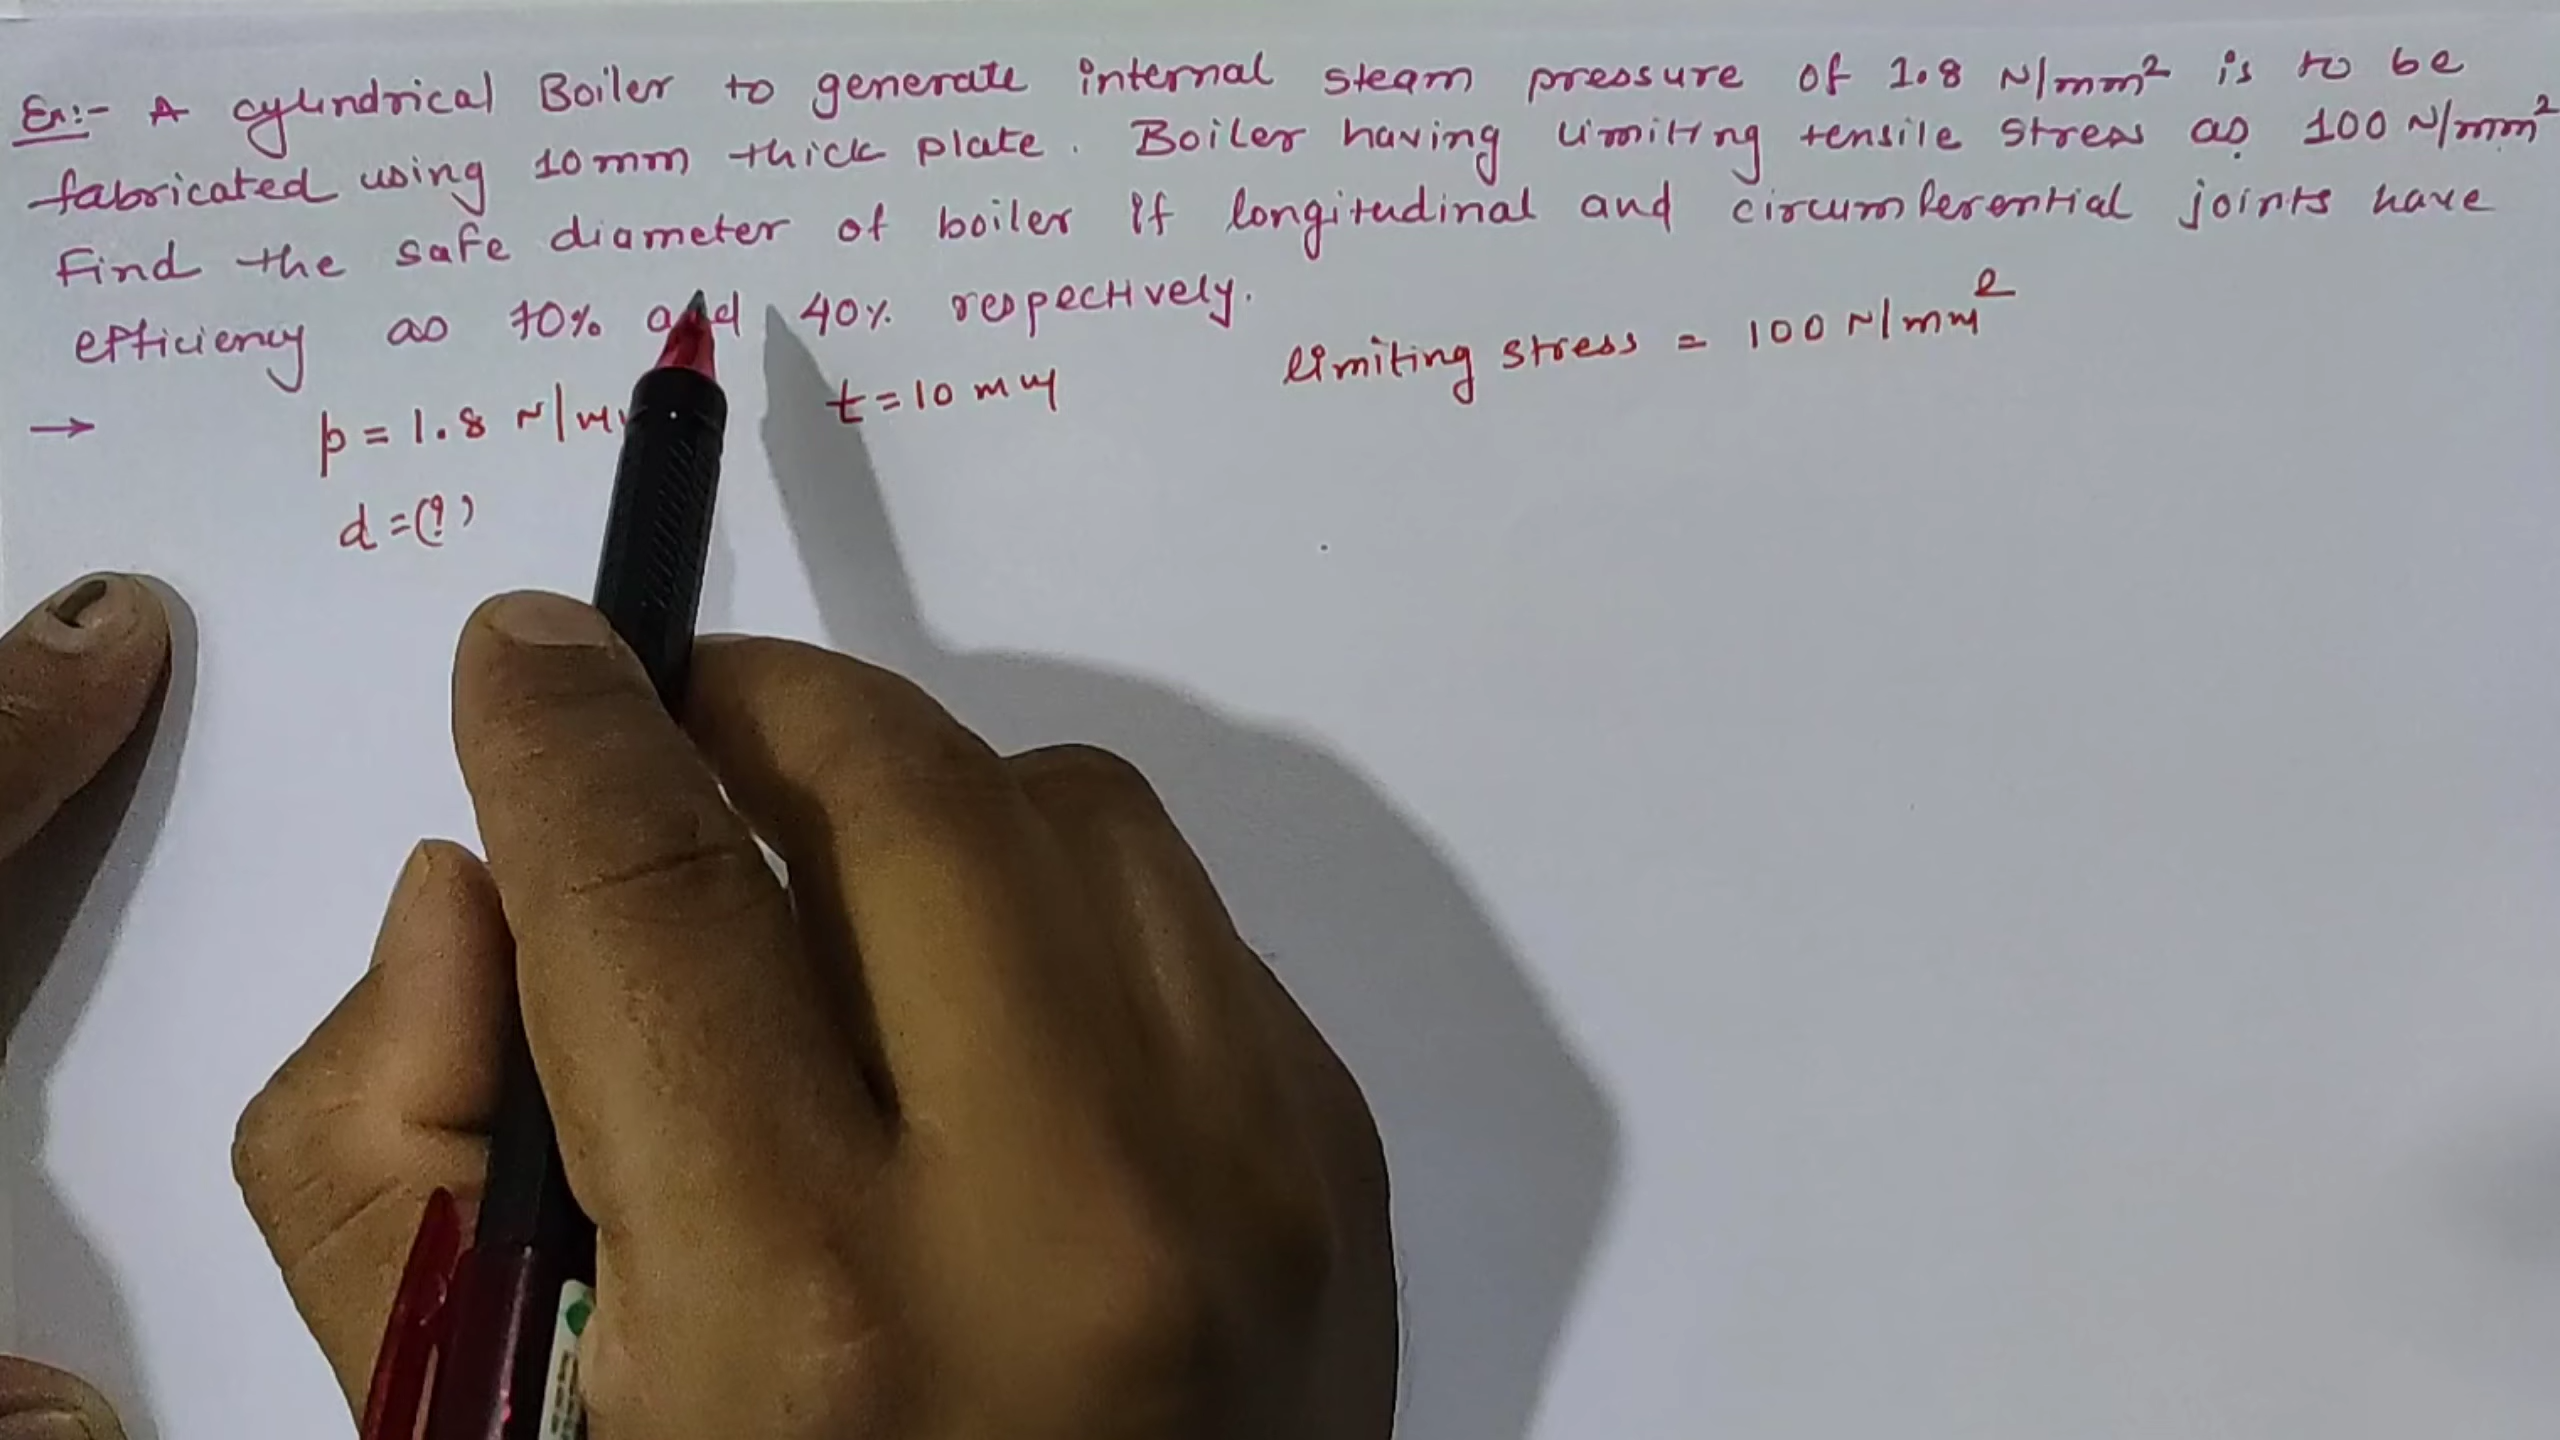 Ex:- A cylindrical Boiler to generate internal steam pressure of 1.8 N/mm² is to be
fabricated using 10mm thick plate. Boiler having limiting tensile stress as 100 N/mm²
Find the safe diameter of boiler if longitudinal and circumferential joints have
efficiency as 70% and 40% respectively.
limiting stress = 100 N/mm²
→ p = 1.8 N/m t = 10 mm
d = (?)